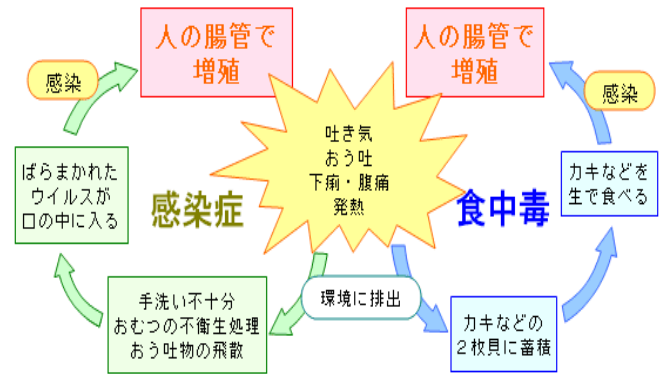 人の腸管で
増殖
人の腸管で
増殖
感染
感染
吐き気
おう吐
下痢・腹痛
発熱
ばらまかれた
ウイルスが
口の中に入る
カキなどを
生で食べる
感染症
食中毒
環境に排出
手洗い不十分
おむつの不衛生処理
おう吐物の飛散
カキなどの
2枚貝に蓄積